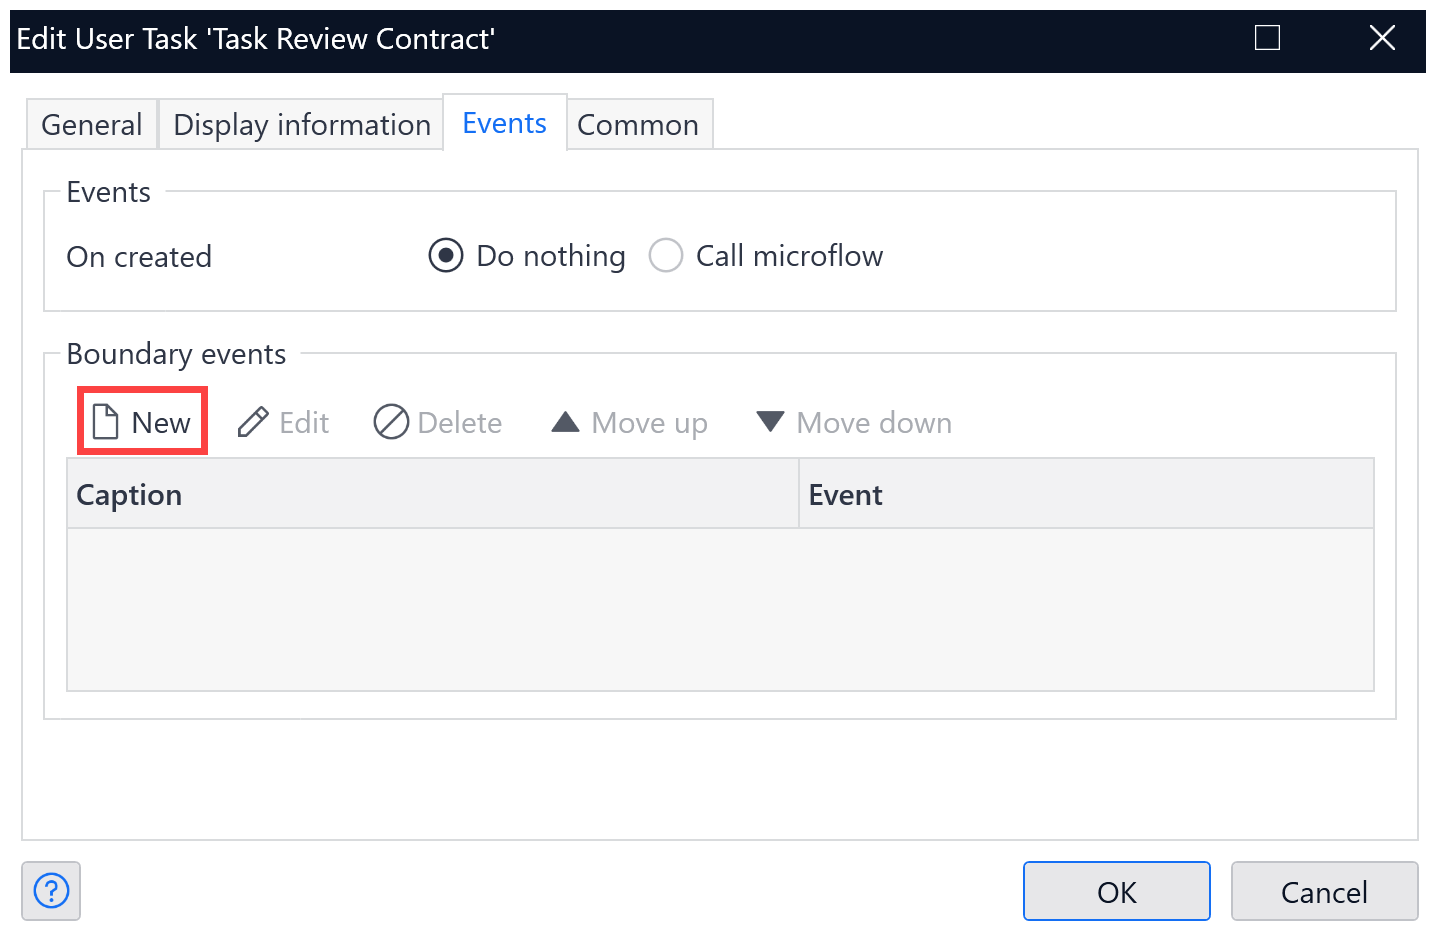 Edit User Task 'Task Review Contract'
General Display information Events Common
Events
On created Do nothing Call microflow
Boundary events
New Edit Delete Move up Move down
Caption Event
? OK Cancel